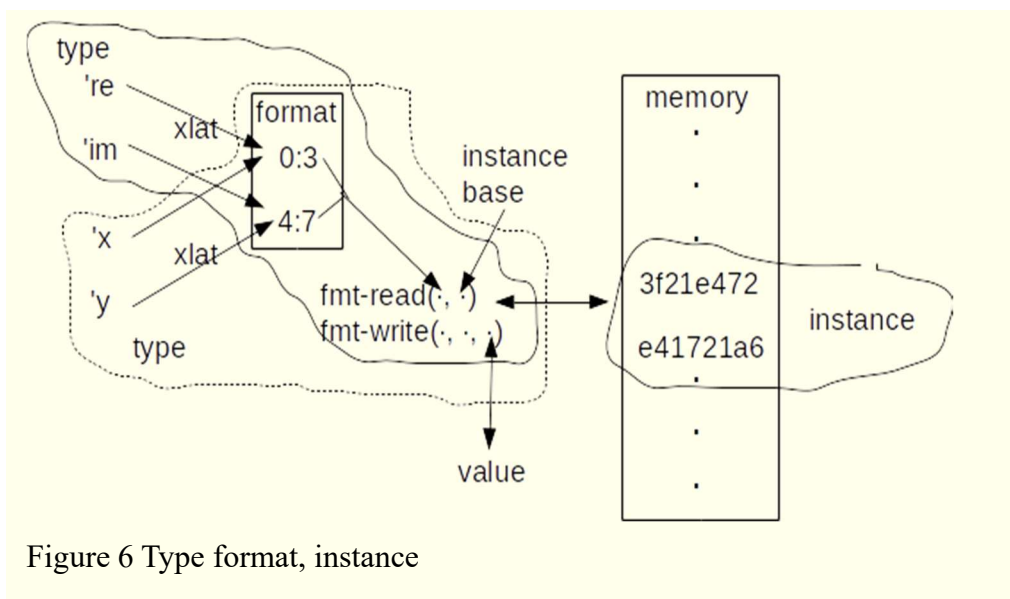 type
're
xlat
'im
format
0:3
4:7
'x
xlat
'y
type
instance
base
fmt-read(·, ·)
fmt-write(·, ·, ·)
value
memory
·
·
·
3f21e472
e41721a6
·
·
·
instance
Figure 6 Type format, instance